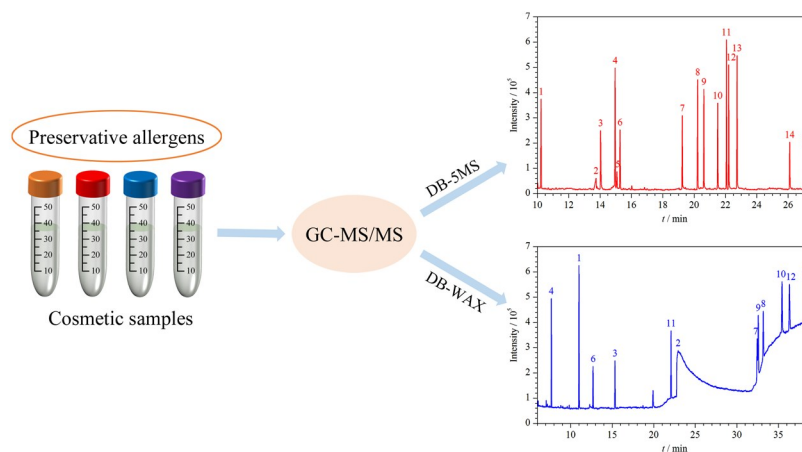 Preservative allergens
50 50 50 50
40 40 40 40
30 30 30 30
20 20 20 20
10 10 10 10
Cosmetic samples
GC-MS/MS
DB-5MS
DB-WAX
Intensity / 10⁵
7
6
5
4
3
2
1
0
1
2
3
4
5
6
7
8
9
10
11
12
13
14
10 12 14 16 18 20 22 24 26
t / min
Intensity / 10⁵
7
6
5
4
3
2
1
0
4
1
6
3
11
2
7
9
8
10
12
10 15 20 25 30 35
t / min